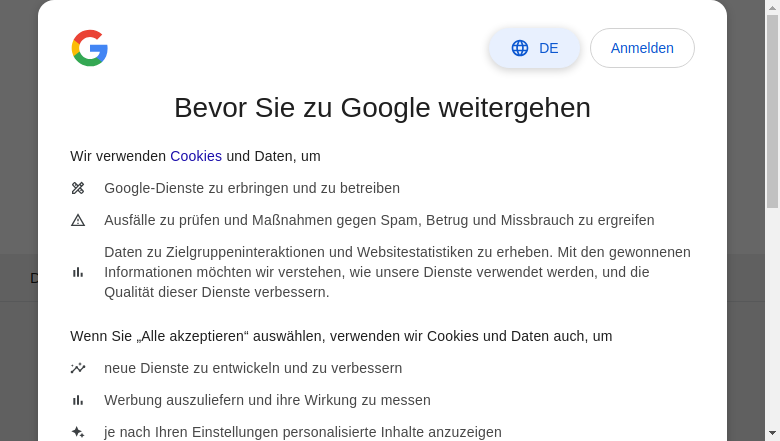 DE
Anmelden
Bevor Sie zu Google weitergehen
Wir verwenden Cookies und Daten, um
Google-Dienste zu erbringen und zu betreiben
Ausfälle zu prüfen und Maßnahmen gegen Spam, Betrug und Missbrauch zu ergreifen
Daten zu Zielgruppeninteraktionen und Websitestatistiken zu erheben. Mit den gewonnenen
Informationen möchten wir verstehen, wie unsere Dienste verwendet werden, und die
Qualität dieser Dienste verbessern.
Wenn Sie „Alle akzeptieren“ auswählen, verwenden wir Cookies und Daten auch, um
neue Dienste zu entwickeln und zu verbessern
Werbung auszuliefern und ihre Wirkung zu messen
je nach Ihren Einstellungen personalisierte Inhalte anzuzeigen